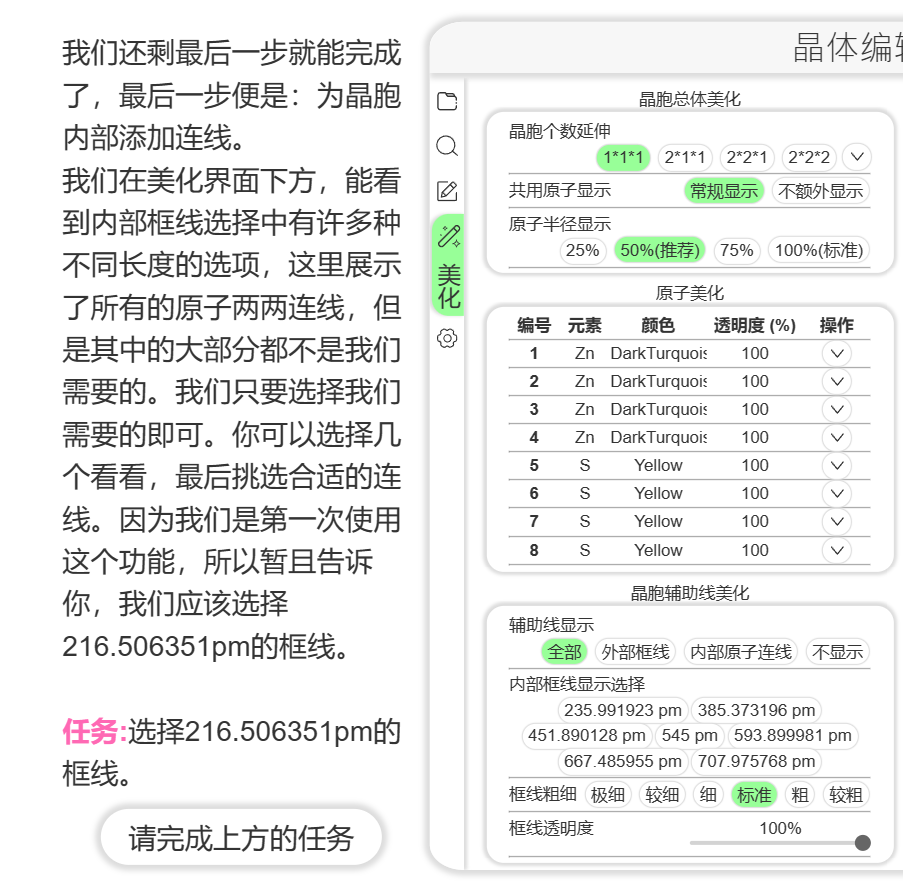 我们还剩最后一步就能完成
了，最后一步便是：为晶胞
内部添加连线。
我们在美化界面下方，能看
到内部框线选择中有许多种
不同长度的选项，这里展示
了所有的原子两两连线，但
是其中的大部分都不是我们
需要的。我们只要选择我们
需要的即可。你可以选择几
个看看，最后挑选合适的连
线。因为我们是第一次使用
这个功能，所以暂且告诉
你，我们应该选择
216.506351pm的框线。
任务:选择216.506351pm的
框线。
请完成上方的任务
晶体编
美化
晶胞总体美化
晶胞个数延伸
1*1*1 2*1*1 2*2*1 2*2*2
共用原子显示 常规显示 不额外显示
原子半径显示
25% 50%(推荐) 75% 100%(标准)
原子美化
编号 元素 颜色 透明度 (%) 操作
1 Zn DarkTurquois 100
2 Zn DarkTurquois 100
3 Zn DarkTurquois 100
4 Zn DarkTurquois 100
5 S Yellow 100
6 S Yellow 100
7 S Yellow 100
8 S Yellow 100
晶胞辅助线美化
辅助线显示
全部 外部框线 内部原子连线 不显示
内部框线显示选择
235.991923 pm 385.373196 pm
451.890128 pm 545 pm 593.899981 pm
667.485955 pm 707.975768 pm
框线粗细 极细 较细 细 标准 粗 较粗
框线透明度 100%